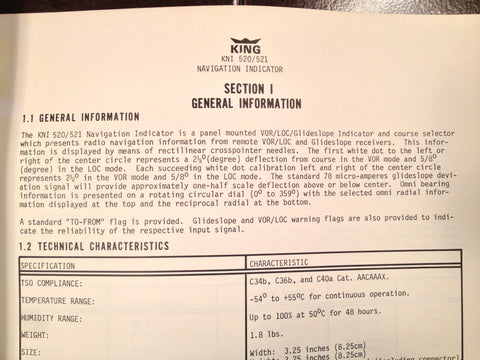 KING
KNI 520/521
NAVIGATION INDICATOR
SECTION I
GENERAL INFORMATION
1.1 GENERAL INFORMATION
The KNI 520/521 Navigation Indicator is a panel mounted VOR/LOC/Glideslope Indicator and course selector
which presents radio navigation information from remote VOR/LOC and Glideslope receivers. This infor-
mation is displayed by means of rectilinear crosspointer needles. The first white dot to the left or
right of the center circle represents a 2½° (degree) deflection from course in the VOR mode and 5/8°
(degree) in the LOC mode. Each succeeding white dot calibration left and right of the center circle
represents 2½° in the VOR mode and 5/8° in the LOC mode. The standard 78 micro-amperes glideslope devi-
ation signal will provide approximately one-half scale deflection above or below center. Omni bearing
information is presented on a rotating circular dial (0° to 359°) with the selected omni radial infor-
mation displayed at the top and the reciprocal radial at the bottom.
A standard "TO-FROM" flag is provided. Glideslope and VOR/LOC warning flags are also provided to indi-
cate the reliability of the respective input signal.
1.2 TECHNICAL CHARACTERISTICS
SPECIFICATION CHARACTERISTIC
TSO COMPLIANCE: C34b, C36b, and C40a Cat. AACAAAX.
TEMPERATURE RANGE: -54° to +55°C for continuous operation.
HUMIDITY RANGE: Up to 100% at 50°C for 48 hours.
WEIGHT: 1.8 lbs.
SIZE: Width: 3.25 inches (8.25cm)
3.25 inches (8.25cm)
including connector)